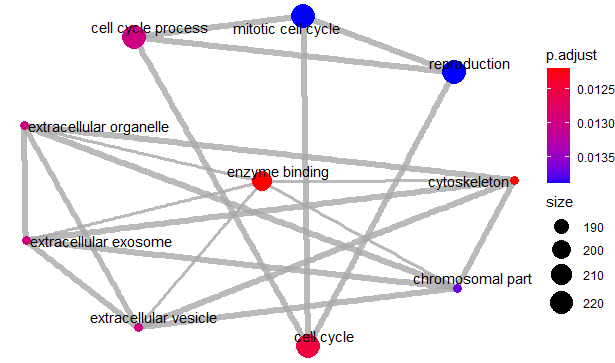 cell cycle process
mitotic cell cycle
reproduction
extracellular organelle
enzyme binding
cytoskeleton
extracellular exosome
chromosomal part
extracellular vesicle
cell cycle
p.adjust
0.0125
0.0130
0.0135
size
190
200
210
220